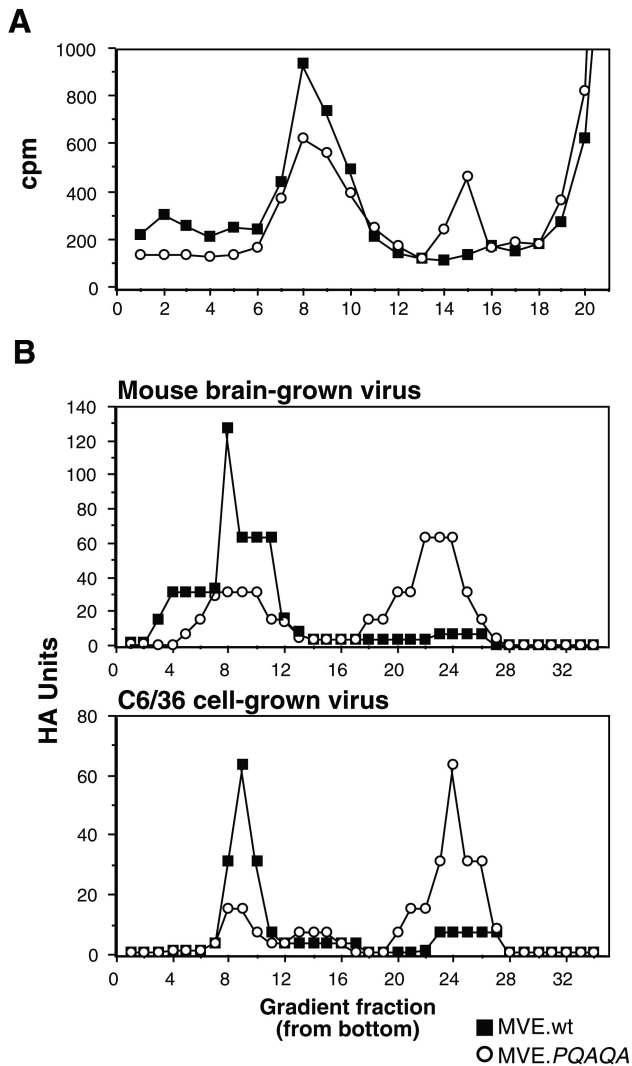 A
1000
800
600
400
200
0
cpm
0 2 4 6 8 10 12 14 16 18 20
B
Mouse brain-grown virus
140
120
100
80
60
40
20
0
0 4 8 12 16 20 24 28 32
HA Units
C6/36 cell-grown virus
80
60
40
20
0
0 4 8 12 16 20 24 28 32
Gradient fraction
(from bottom)
MVE.wt
MVE.PQAQA